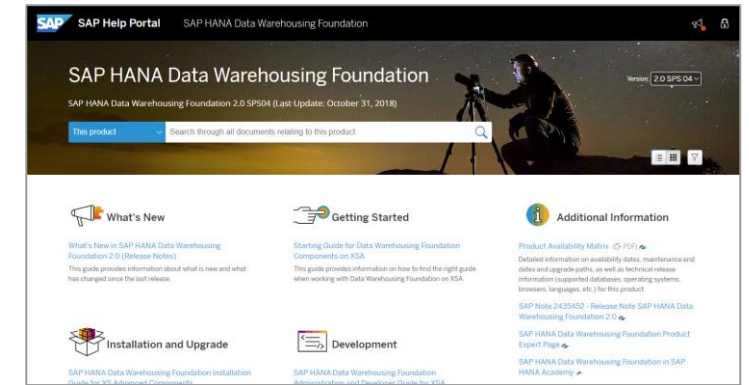 SAP
SAP Help Portal
SAP HANA Data Warehousing Foundation
SAP HANA Data Warehousing Foundation
Version: 2.0 SPS 04
SAP HANA Data Warehousing Foundation 2.0 SPS04 (Last Update: October 31, 2018)
This product
Search through all documents relating to this product
What's New
What's New in SAP HANA Data Warehousing
Foundation 2.0 (Release Notes)
This guide provides information about what is new and what
has changed since the last release.
Getting Started
Starting Guide for Data Warehousing Foundation
Components on XSA
This guide provides information on how to find the right guide
when working with Data Warehousing Foundation on XSA
Additional Information
Product Availability Matrix (PDF)
Detailed information on availability dates, maintenance end
dates and upgrade paths, as well as technical release
information (supported databases, operating systems,
browsers, languages, etc.) for this product
SAP Note 2435452 - Release Note SAP HANA Data
Warehousing Foundation 2.0
SAP HANA Data Warehousing Foundation Product
Expert Page
SAP HANA Data Warehousing Foundation in SAP
HANA Academy
Installation and Upgrade
SAP HANA Data Warehousing Foundation Installation
Guide for XS Advanced Components
Development
SAP HANA Data Warehousing Foundation
Administration and Developer Guide for XSA